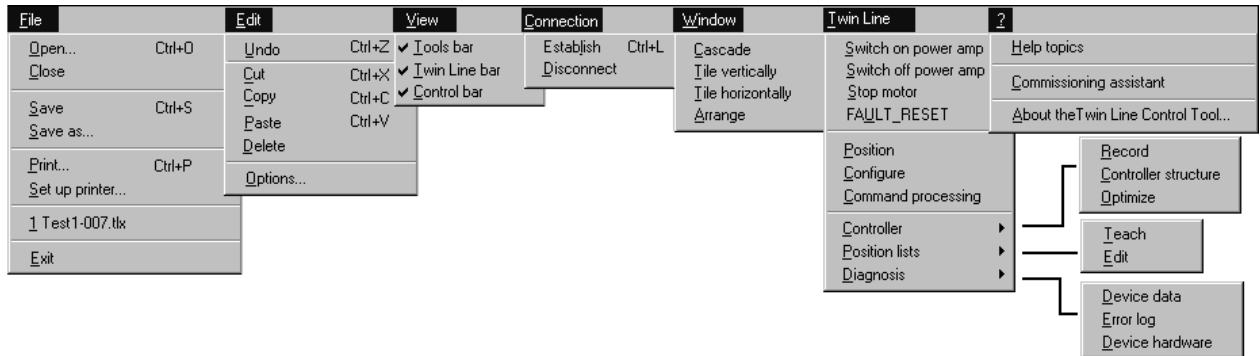 File
Open... Ctrl+O
Close
Save Ctrl+S
Save as...
Print... Ctrl+P
Set up printer...
1 Test1-007.tlx
Exit
Edit
Undo Ctrl+Z
Cut Ctrl+X
Copy Ctrl+C
Paste Ctrl+V
Delete
Options...
View
Tools bar
Twin Line bar
Control bar
Connection
Establish Ctrl+L
Disconnect
Window
Cascade
Tile vertically
Tile horizontally
Arrange
Twin Line
Switch on power amp
Switch off power amp
Stop motor
FAULT_RESET
Position
Configure
Command processing
Controller
Position lists
Diagnosis
?
Help topics
Commissioning assistant
About theTwin Line Control Tool...
Record
Controller structure
Optimize
Teach
Edit
Device data
Error log
Device hardware